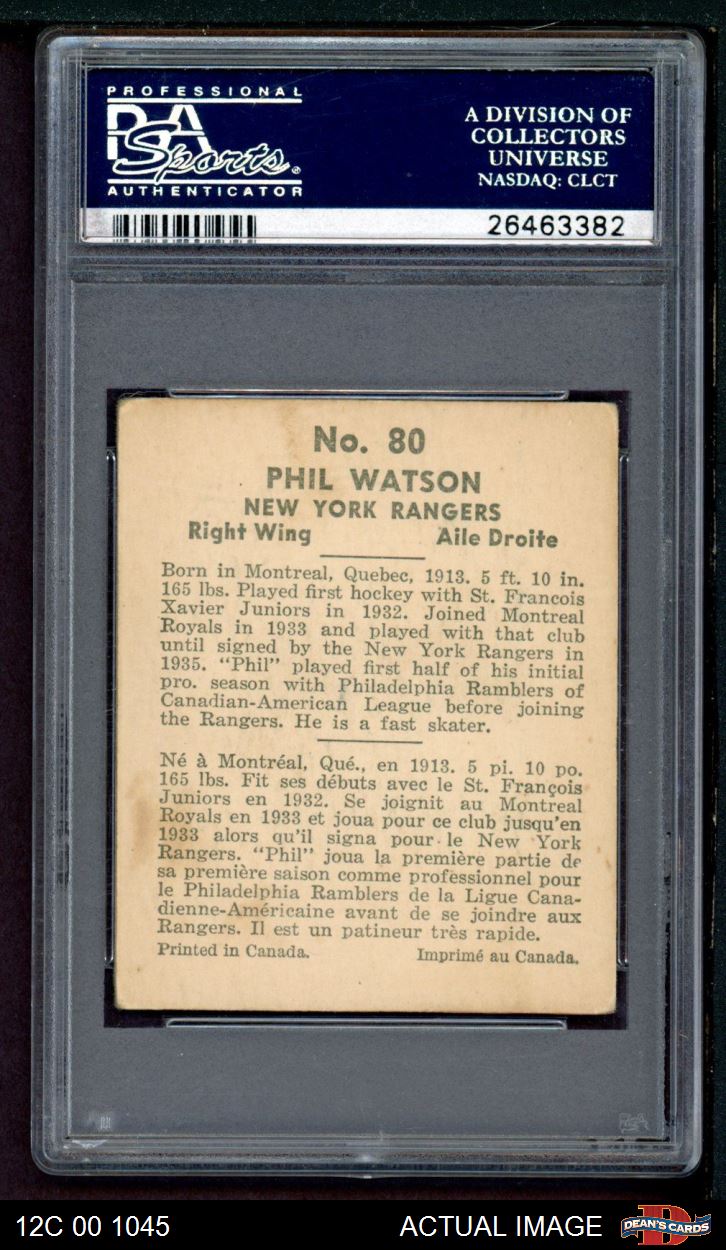 PROFESSIONAL
PSA
Sports
AUTHENTICATOR
A DIVISION OF
COLLECTORS
UNIVERSE
NASDAQ: CLCT
26463382
No. 80
PHIL WATSON
NEW YORK RANGERS
Right Wing Aile Droite
Born in Montreal, Quebec, 1913. 5 ft. 10 in.
165 lbs. Played first hockey with St. Francois
Xavier Juniors in 1932. Joined Montreal
Royals in 1933 and played with that club
until signed by the New York Rangers in
1935. "Phil" played first half of his initial
pro. season with Philadelphia Ramblers of
Canadian-American League before joining
the Rangers. He is a fast skater.
Né à Montréal, Qué., en 1913. 5 pi. 10 po.
165 lbs. Fit ses débuts avec le St. François
Juniors en 1932. Se joignit au Montreal
Royals en 1933 et joua pour ce club jusqu'en
1933 alors qu'il signa pour le New York
Rangers. "Phil" joua la première partie de
sa première saison comme professionnel pour
le Philadelphia Ramblers de la Ligue Cana-
dienne-Américaine avant de se joindre aux
Rangers. Il est un patineur très rapide.
Printed in Canada. Imprimé au Canada.
12C 00 1045 ACTUAL IMAGE DEAN'S CARDS